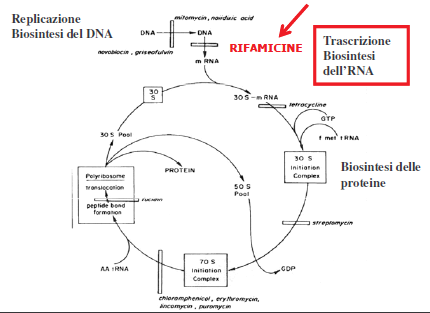 Replicazione
Biosintesi del DNA
mitomycin, nalidixic acid
DNA
DNA
novobiocin, griseofulvin
m RNA
RIFAMICINE
Trascrizione
Biosintesi
dell'RNA
30
S
30 S-m RNA
tetracycline
GTP
f met tRNA
30 S Pool
30 S
Initiation
Complex
Biosintesi delle
proteine
PROTEIN
Polyribosome
translocation
fucidin
peptide bond
formation
50 S
Pool
streptomycin
AA tRNA
70 S
Initiation
Complex
GDP
chloramphenicol, erythromycin,
lincomycin, puromycin